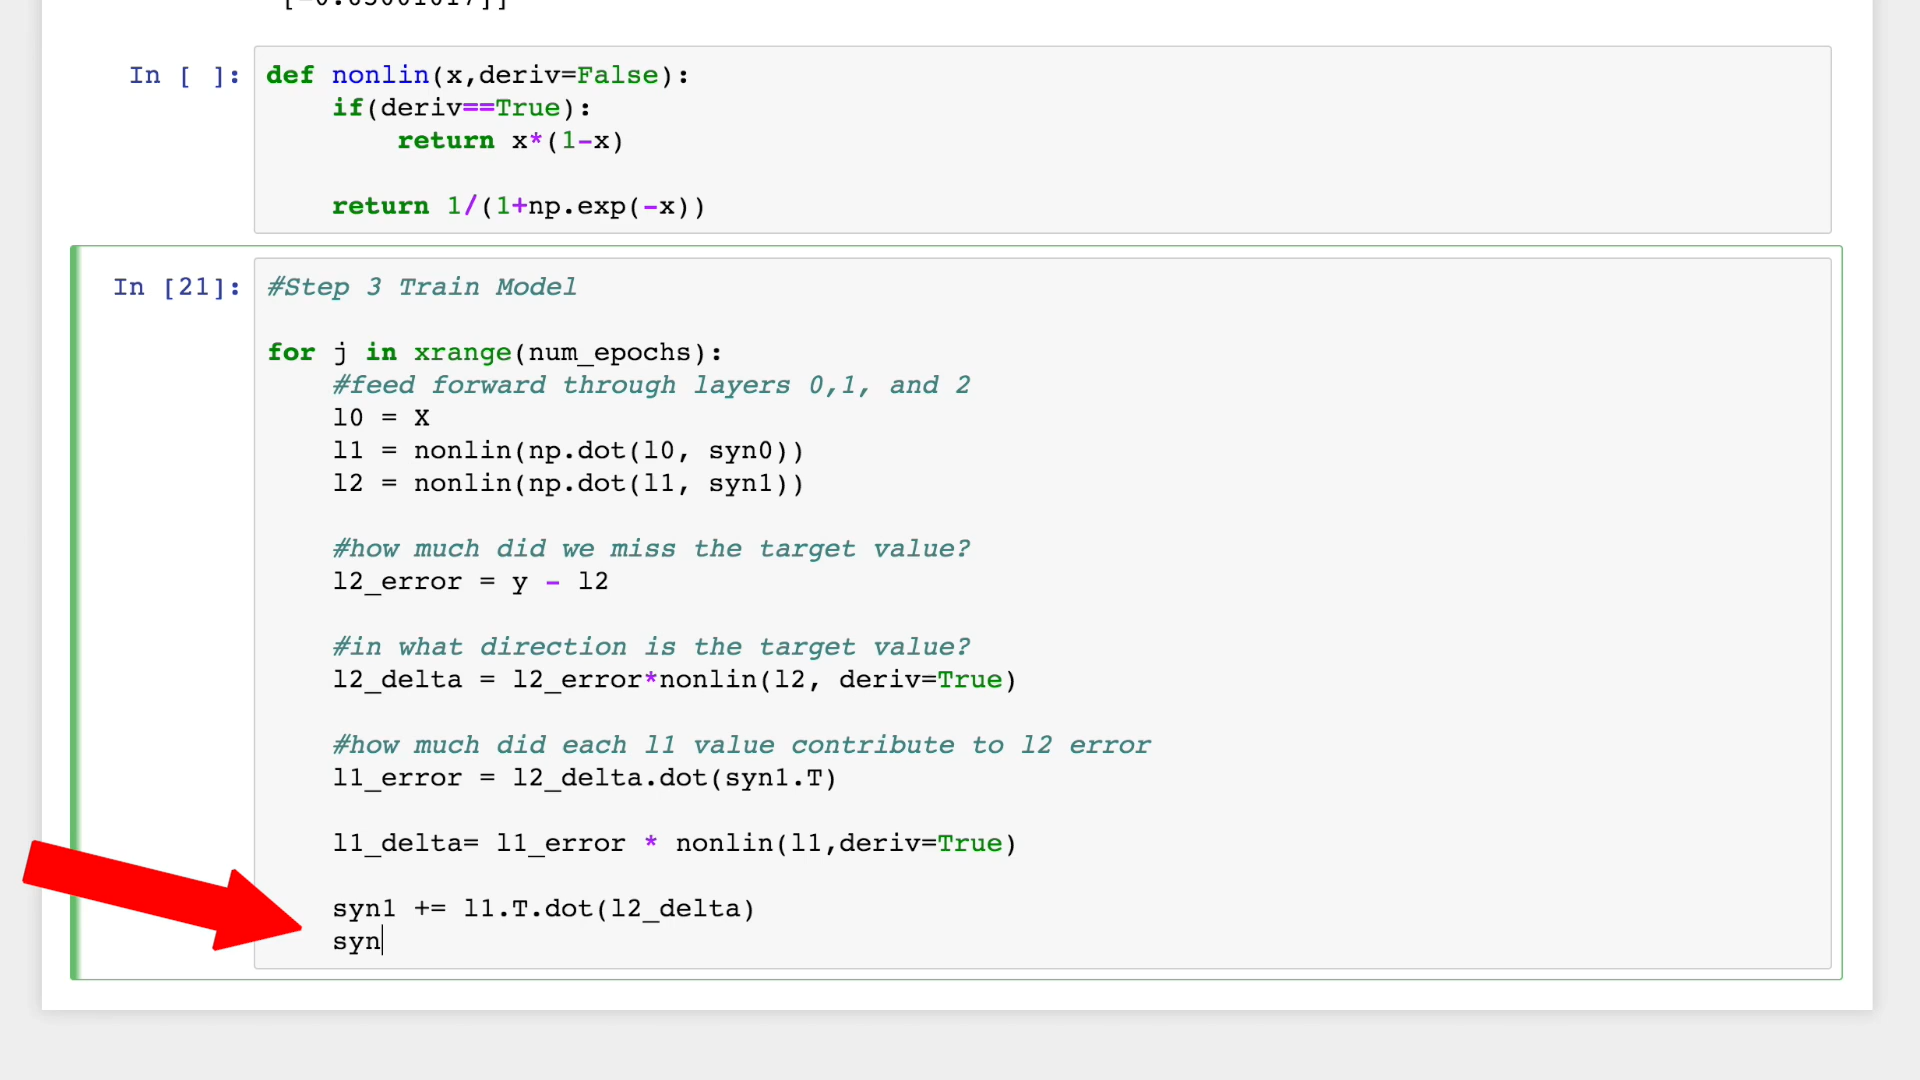 In [ ]: def nonlin(x,deriv=False):
if(deriv==True):
return x*(1-x)
return 1/(1+np.exp(-x))
In [21]: #Step 3 Train Model
for j in xrange(num_epochs):
#feed forward through layers 0,1, and 2
l0 = X
l1 = nonlin(np.dot(l0, syn0))
l2 = nonlin(np.dot(l1, syn1))
#how much did we miss the target value?
l2_error = y - l2
#in what direction is the target value?
l2_delta = l2_error*nonlin(l2, deriv=True)
#how much did each l1 value contribute to l2 error
l1_error = l2_delta.dot(syn1.T)
l1_delta= l1_error * nonlin(l1,deriv=True)
syn1 += l1.T.dot(l2_delta)
syn